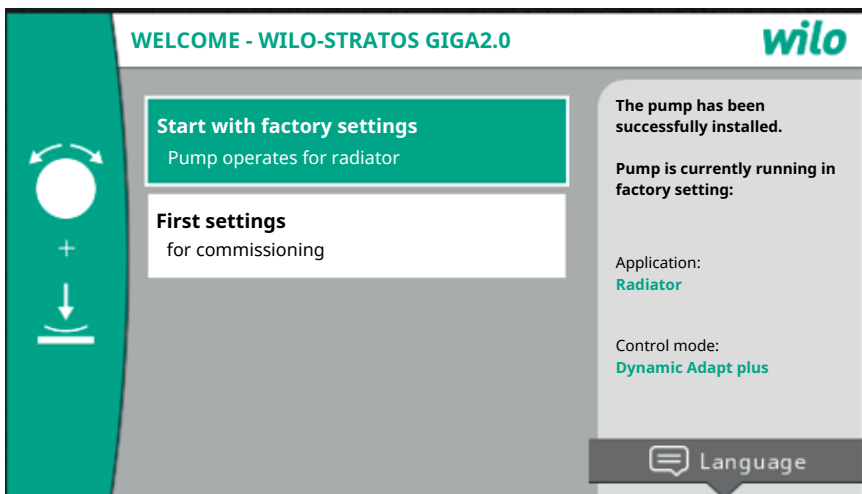 WELCOME - WILO-STRATOS GIGA2.0
wilo
Start with factory settings
Pump operates for radiator
First settings
for commissioning
+
The pump has been
successfully installed.
Pump is currently running in
factory setting:
Application:
Radiator
Control mode:
Dynamic Adapt plus
Language